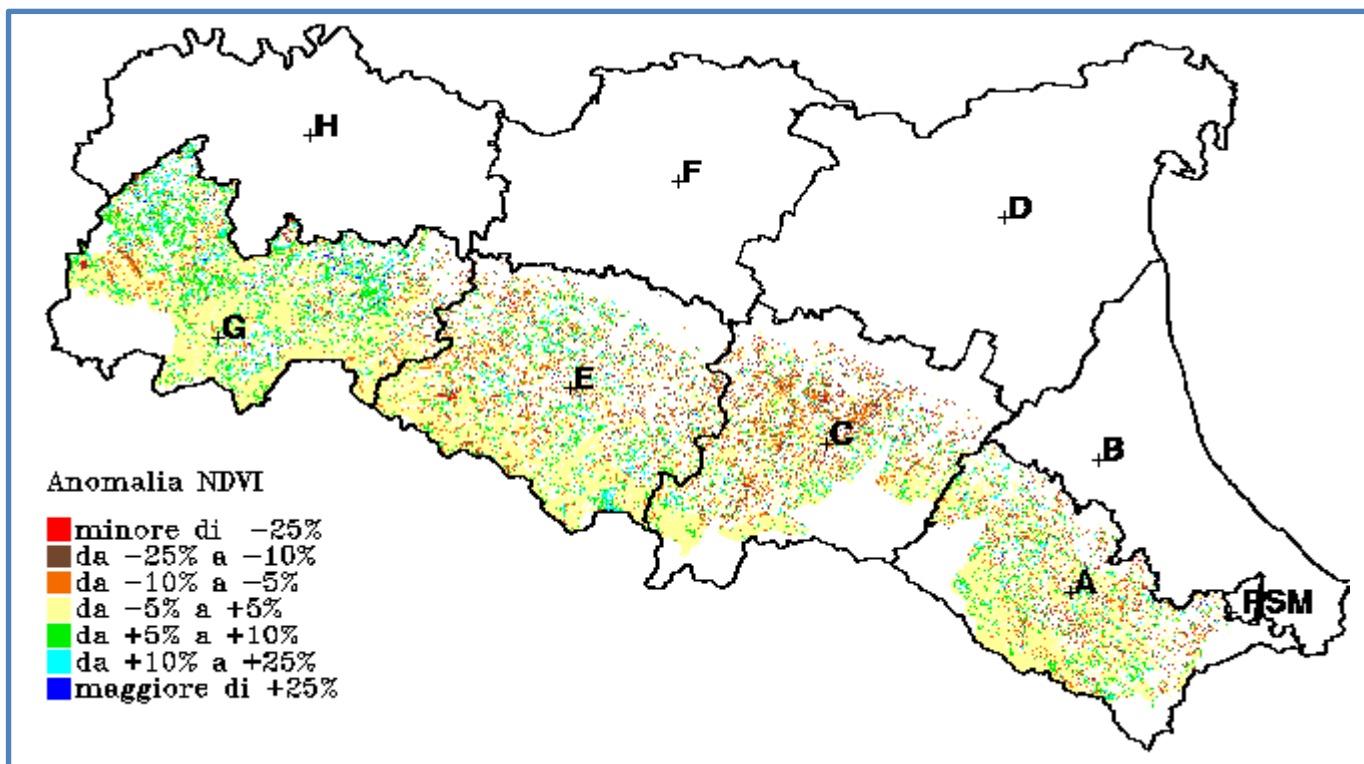 H
F
D
G
E
C
B
A
RSM
Anomalia NDVI
minore di -25%
da -25% a -10%
da -10% a -5%
da -5% a +5%
da +5% a +10%
da +10% a +25%
maggiore di +25%